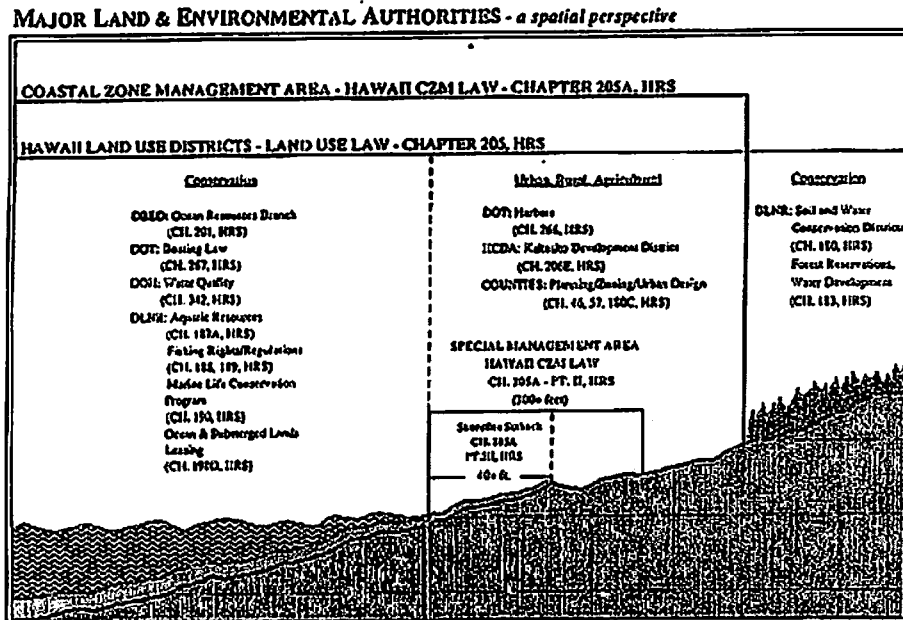 MAJOR LAND & ENVIRONMENTAL AUTHORITIES - a spatial perspective
COASTAL ZONE MANAGEMENT AREA - HAWAII CZM LAW - CHAPTER 205A, HRS
HAWAII LAND USE DISTRICTS - LAND USE LAW - CHAPTER 205, HRS
Conservation
Ocean Resources Branch
(CH. 201, HRS)
DOT: Boating Law
(CH. 267, HRS)
DOH: Water Quality
(CH. 342, HRS)
DLNR: Aquatic Resources
(CH. 187A, HRS)
Fishing Rights/Regulations
(CH. 188, 189, HRS)
Marine Life Conservation
Program
(CH. 190, HRS)
Ocean & Submerged Lands
Leasing
(CH. 190D, HRS)
Urban, Rural, Agricultural
DOT: Harbors
(CH. 266, HRS)
HCDA: Kakaako Development District
(CH. 206E, HRS)
COUNTIES: Planning/Zoning/Urban Design
(CH. 46, 180C, HRS)
SPECIAL MANAGEMENT AREA
HAWAII CZM LAW
CH. 205A - PT. II, HRS
(300+ feet)
Shoreline Setback
CH. 205A
PT. III, HRS
40+ ft.
Conservation
DLNR: Soil and Water
Conservation Districts
(CH. 180, HRS)
Forest Reservations,
Water Development
(CH. 183, HRS)